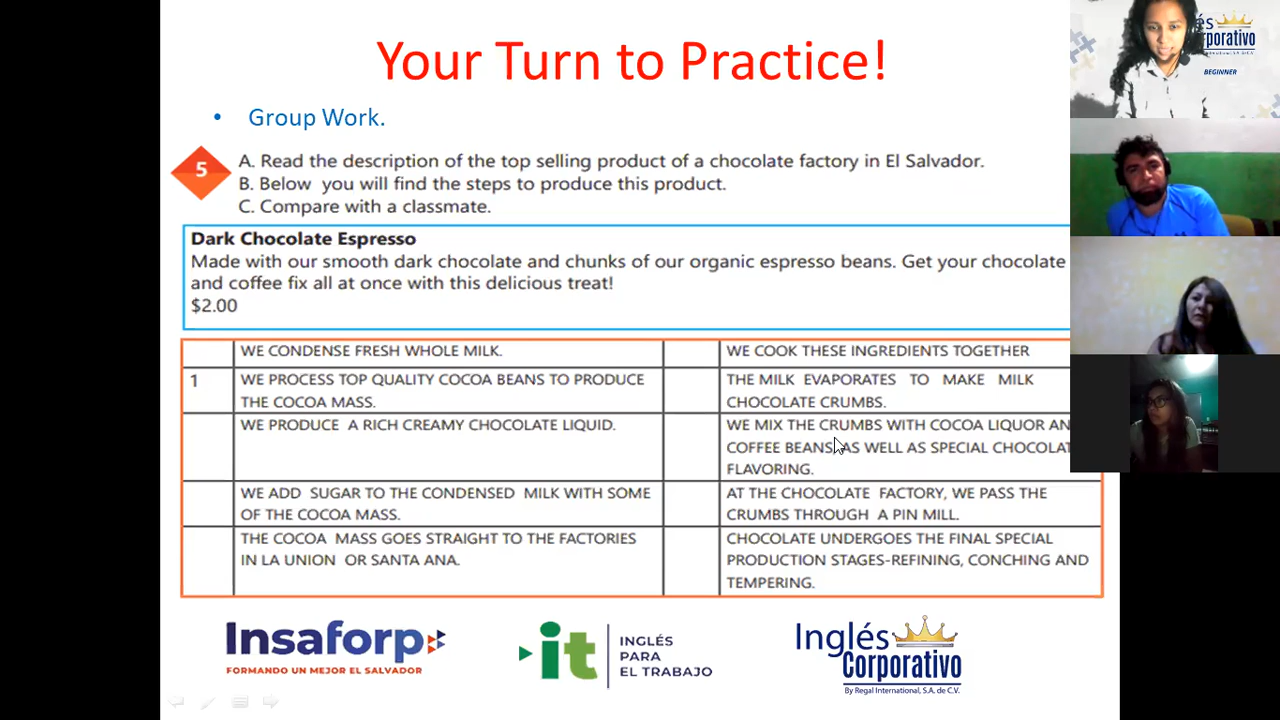 Your Turn to Practice!
• Group Work.
5
A. Read the description of the top selling product of a chocolate factory in El Salvador.
B. Below you will find the steps to produce this product.
C. Compare with a classmate.
Dark Chocolate Espresso
Made with our smooth dark chocolate and chunks of our organic espresso beans. Get your chocolate
and coffee fix all at once with this delicious treat!
$2.00
WE CONDENSE FRESH WHOLE MILK.
1
WE PROCESS TOP QUALITY COCOA BEANS TO PRODUCE
THE COCOA MASS.
WE PRODUCE A RICH CREAMY CHOCOLATE LIQUID.
WE ADD SUGAR TO THE CONDENSED MILK WITH SOME
OF THE COCOA MASS.
THE COCOA MASS GOES STRAIGHT TO THE FACTORIES
IN LA UNION OR SANTA ANA.
WE COOK THESE INGREDIENTS TOGETHER
THE MILK EVAPORATES TO MAKE MILK
CHOCOLATE CRUMBS.
WE MIX THE CRUMBS WITH COCOA LIQUOR AN
COFFEE BEANS, AS WELL AS SPECIAL CHOCOLAT
FLAVORING.
AT THE CHOCOLATE FACTORY, WE PASS THE
CRUMBS THROUGH A PIN MILL.
CHOCOLATE UNDERGOES THE FINAL SPECIAL
PRODUCTION STAGES-REFINING, CONCHING AND
TEMPERING.
Insaforp
FORMANDO UN MEJOR EL SALVADOR
it
INGLÉS
PARA
EL TRABAJO
Inglés
Corporativo
By Regal International, S.A. de C.V.
és
rporativo
BEGINNER